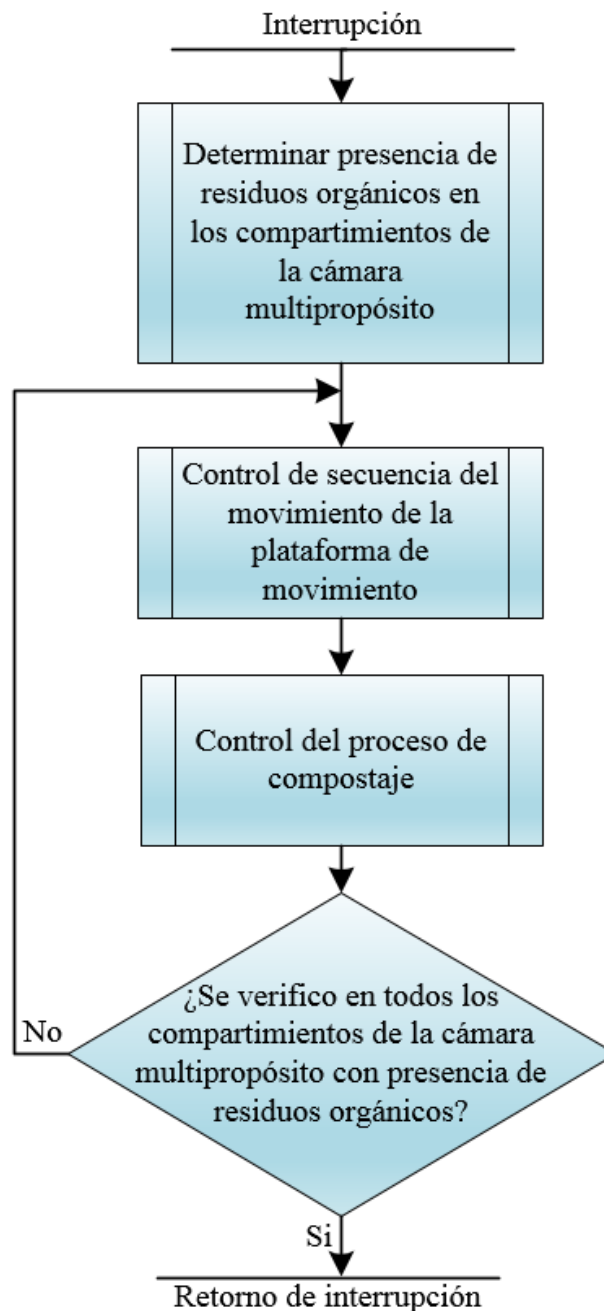 Interrupción
Determinar presencia de
residuos orgánicos en
los compartimientos de
la cámara
multipropósito
Control de secuencia del
movimiento de la
plataforma de
movimiento
Control del proceso de
compostaje
¿Se verifico en todos los
compartimientos de la cámara
multipropósito con presencia de
residuos orgánicos?
No
Si
Retorno de interrupción